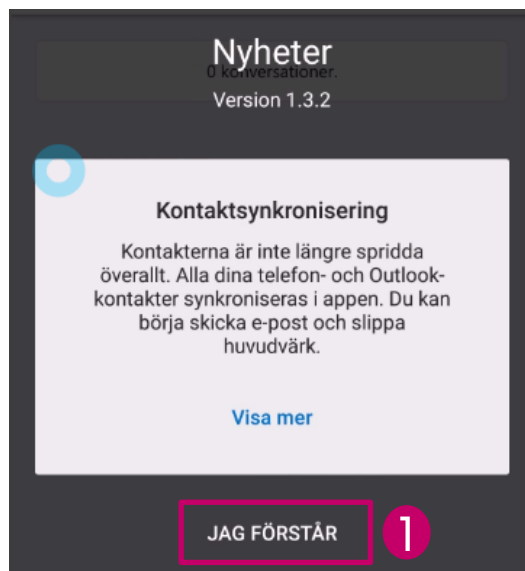 Nyheter
0 konversationer.
Version 1.3.2
Kontaktsynkronisering
Kontakterna är inte längre spridda
överallt. Alla dina telefon- och Outlook-
kontakter synkroniseras i appen. Du kan
börja skicka e-post och slippa
huvudvärk.
Visa mer
JAG FÖRSTÅR
1